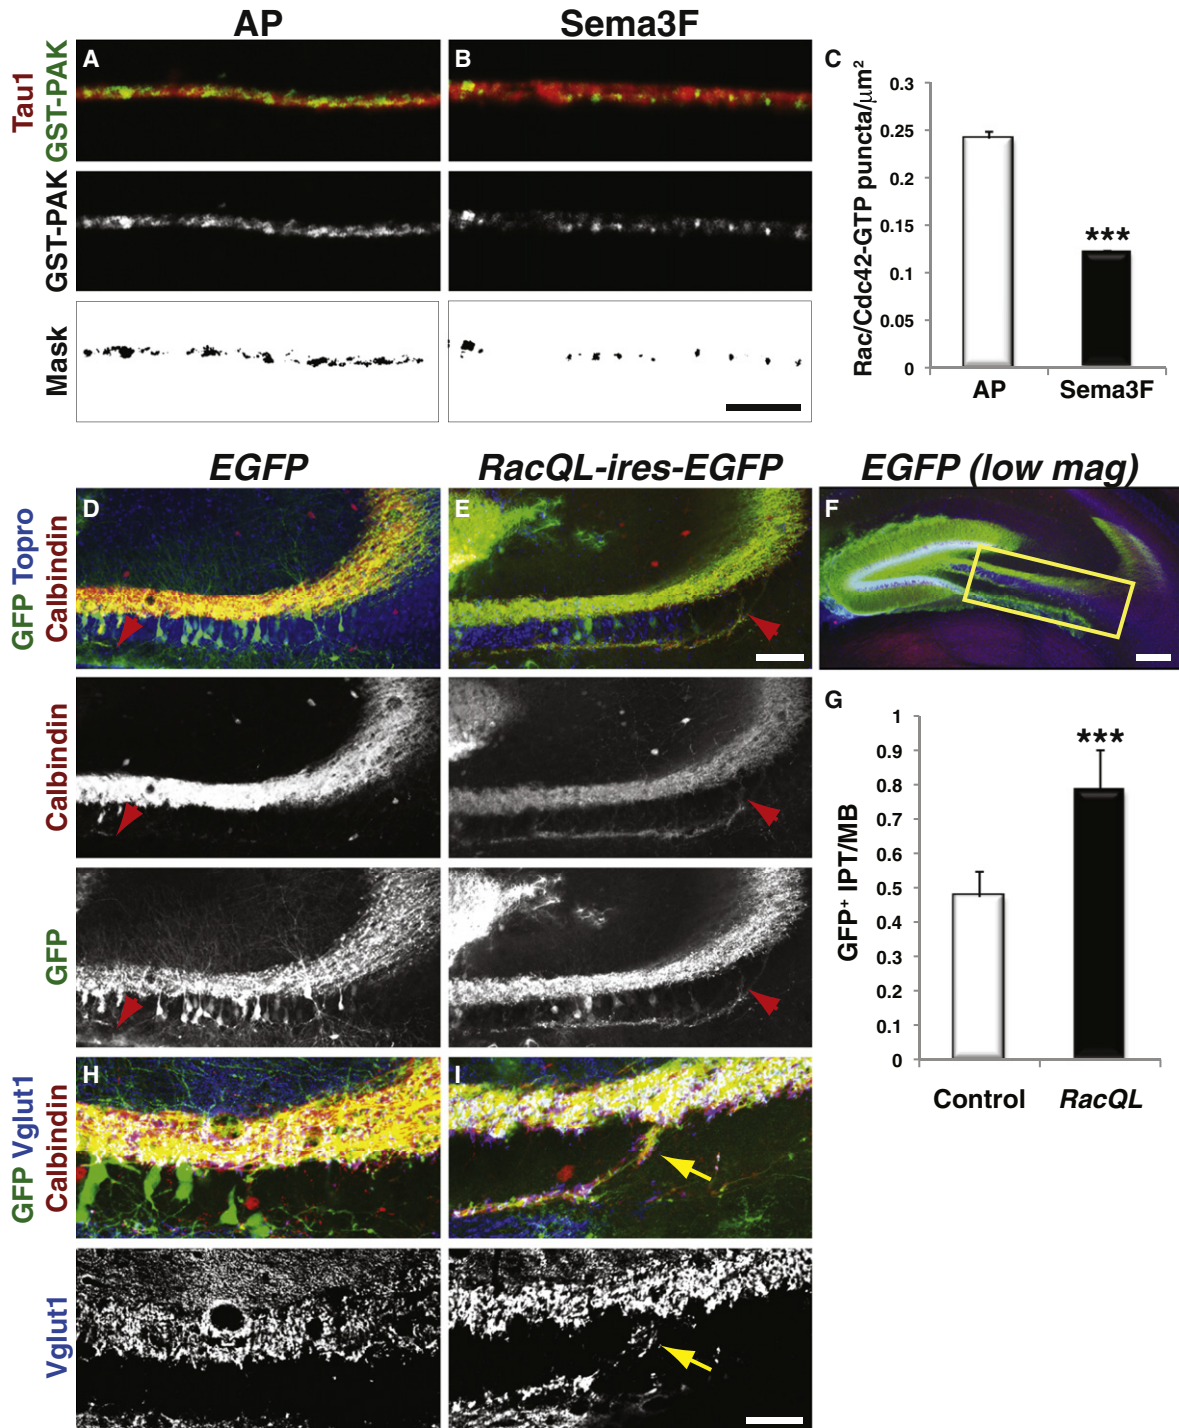 AP
Sema3F
Tau1
GST-PAK
A
B
C
GST-PAK
Mask
Rac/Cdc42-GTP puncta/µm²
0.3
0.25
0.2
0.15
0.1
0.05
0
***
AP
Sema3F
EGFP
RacQL-ires-EGFP
EGFP (low mag)
GFP Topro
Calbindin
D
E
F
Calbindin
GFP
G
GFP⁺ IPT/MB
1
0.9
0.8
0.7
0.6
0.5
0.4
0.3
0.2
0.1
0
***
Control
RacQL
GFP Vglut1
Calbindin
H
I
Vglut1